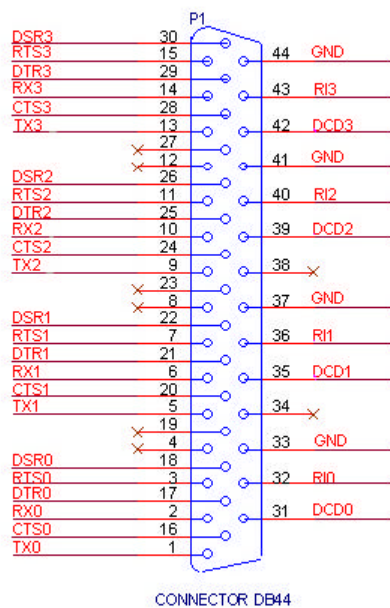 P1
DSR3 30
RTS3 15 44 GND
DTR3 29
RX3 14 43 RI3
CTS3 28
TX3 13 42 DCD3
27
12 41 GND
DSR2 26
RTS2 11 40 RI2
DTR2 25
RX2 10 39 DCD2
CTS2 24
TX2 9 38
23
8 37 GND
DSR1 22
RTS1 7 36 RI1
DTR1 21
RX1 6 35 DCD1
CTS1 20
TX1 5 34
19
4 33 GND
DSR0 18
RTS0 3 32 RI0
DTR0 17
RX0 2 31 DCD0
CTS0 16
TX0 1
CONNECTOR DB44